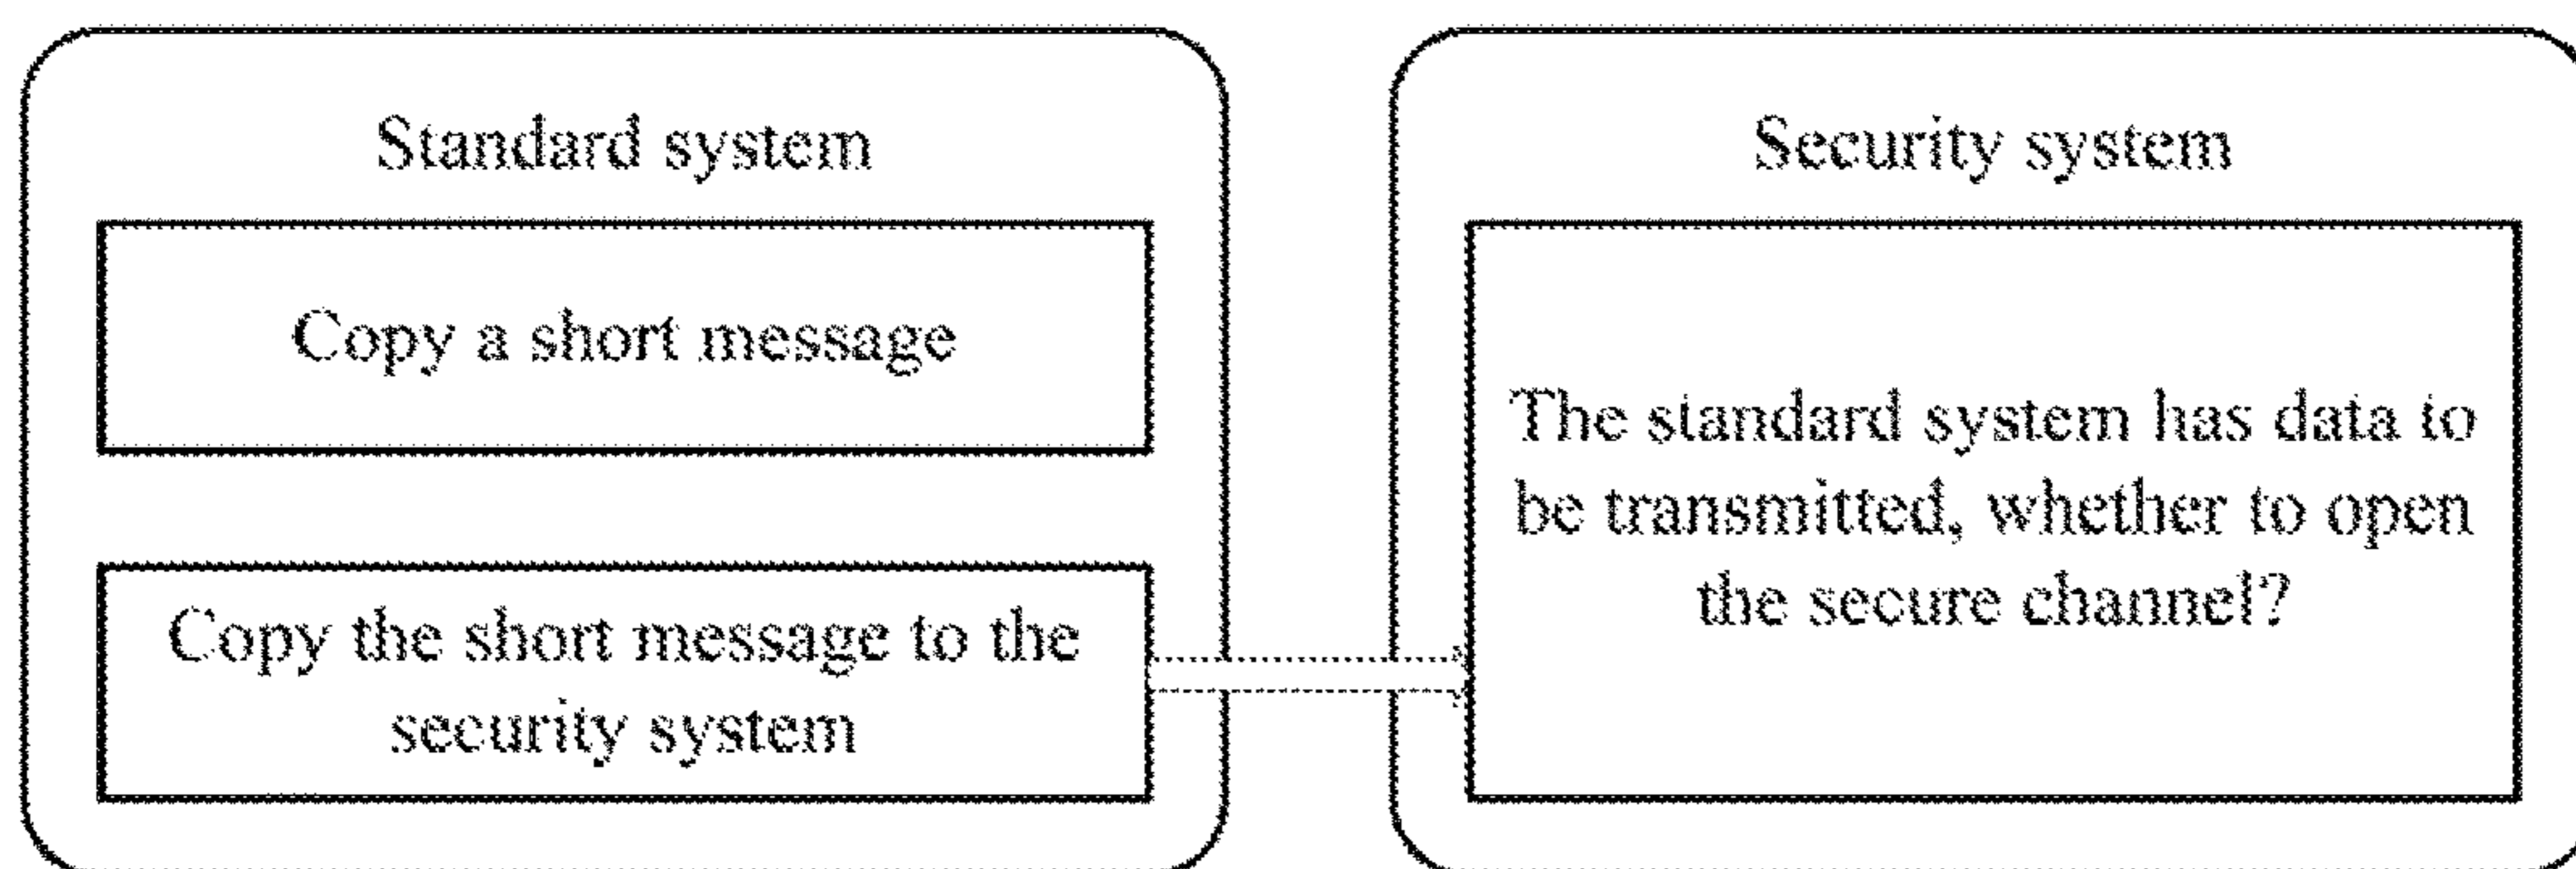 Standard system
Copy a short message
Copy the short message to the
security system
Security system
The standard system has data to
be transmitted, whether to open
the secure channel?